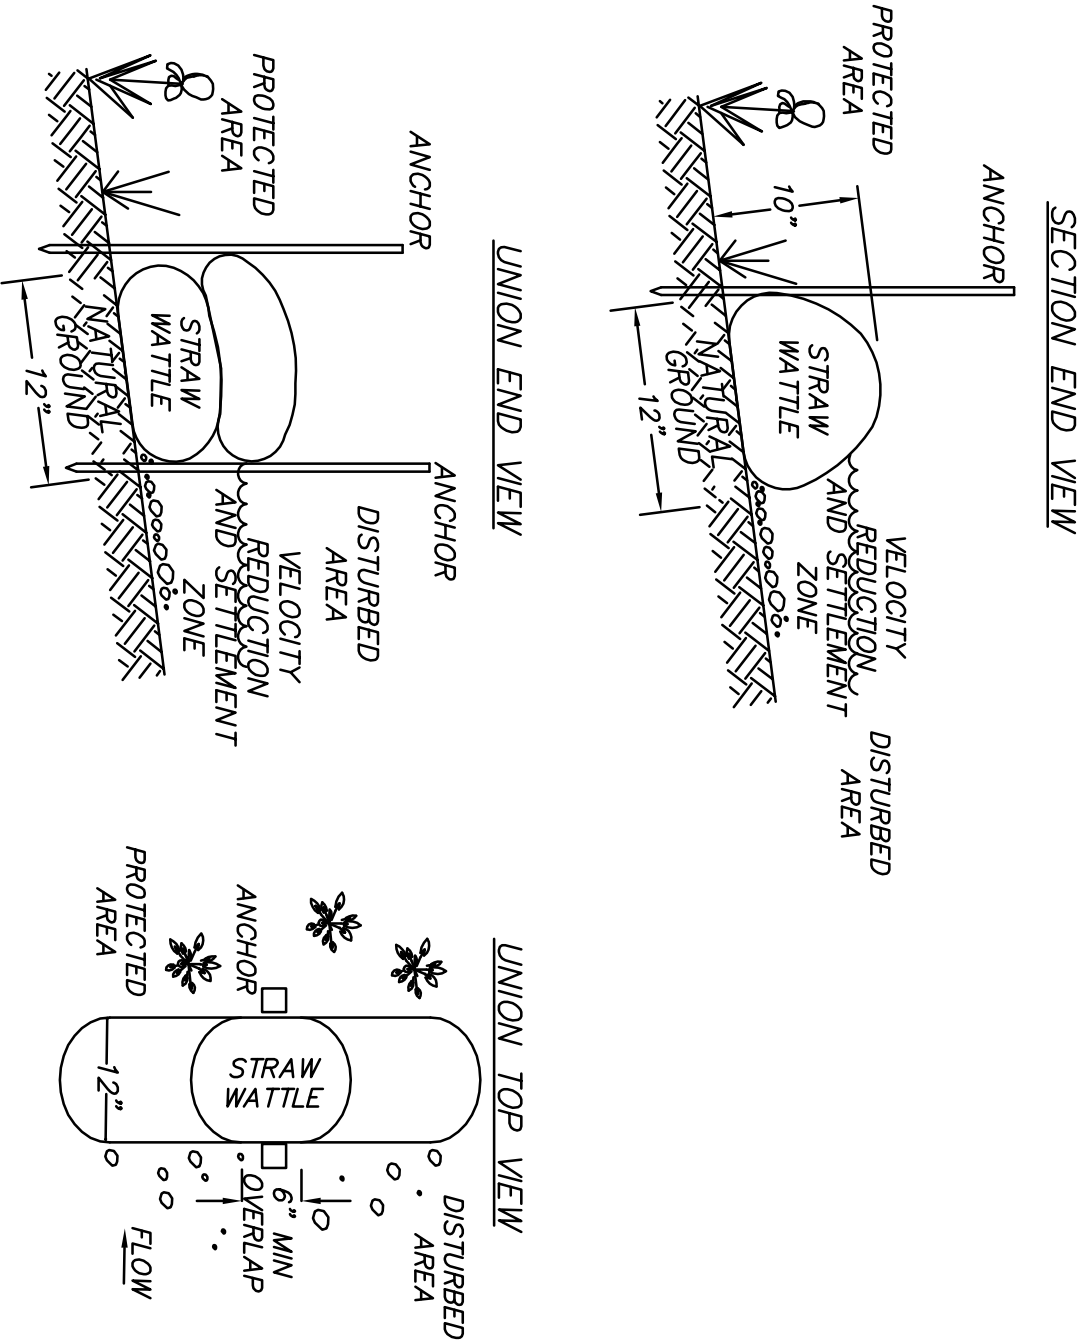 SECTION END VIEW
ANCHOR
PROTECTED
AREA
10"
STRAW
WATTLE
NATURAL
GROUND
12"
VELOCITY
REDUCTION
AND SETTLEMENT
ZONE
DISTURBED
AREA
UNION END VIEW
ANCHOR
ANCHOR
PROTECTED
AREA
STRAW
WATTLE
NATURAL
GROUND
12"
DISTURBED
AREA
VELOCITY
REDUCTION
AND SETTLEMENT
ZONE
UNION TOP VIEW
ANCHOR
PROTECTED
AREA
STRAW
WATTLE
12"
6" MIN
OVERLAP
DISTURBED
AREA
FLOW